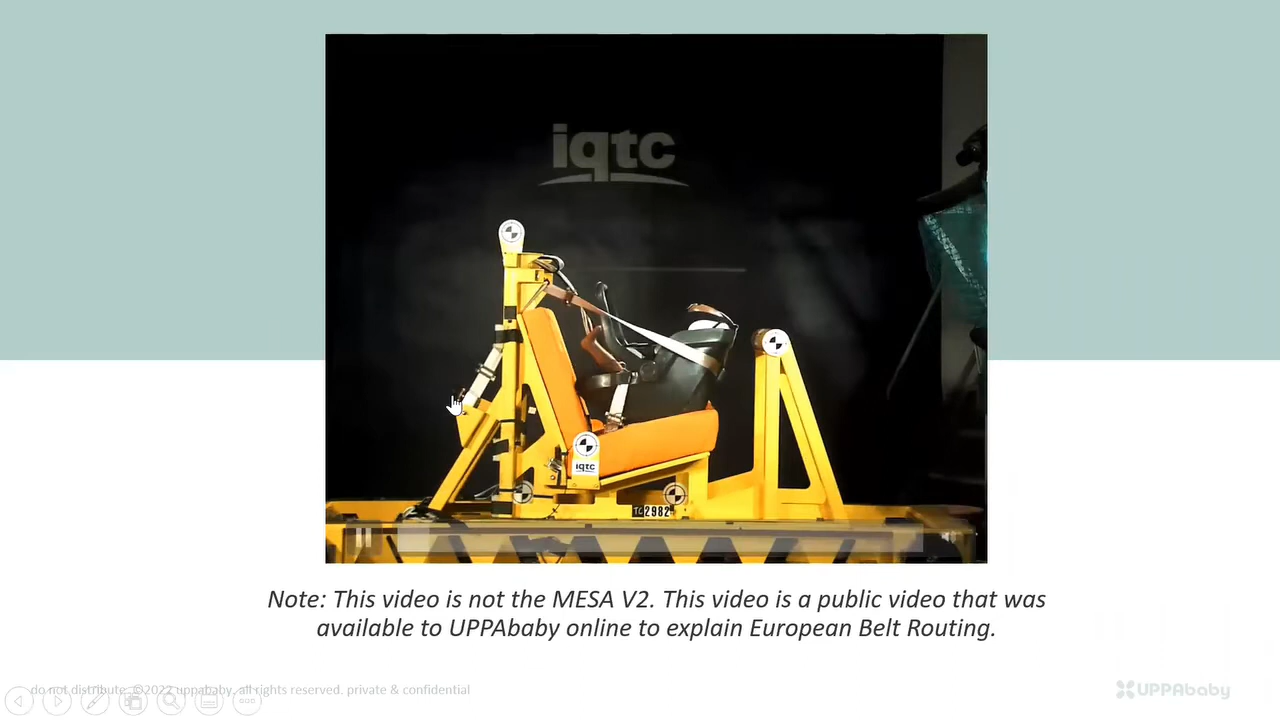 iqtc
iqtc
TC2982
Note: This video is not the MESA V2. This video is a public video that was
available to UPPAbaby online to explain European Belt Routing.
do not distribute. ©2022 uppababy, all rights reserved. private & confidential
UPPAbaby